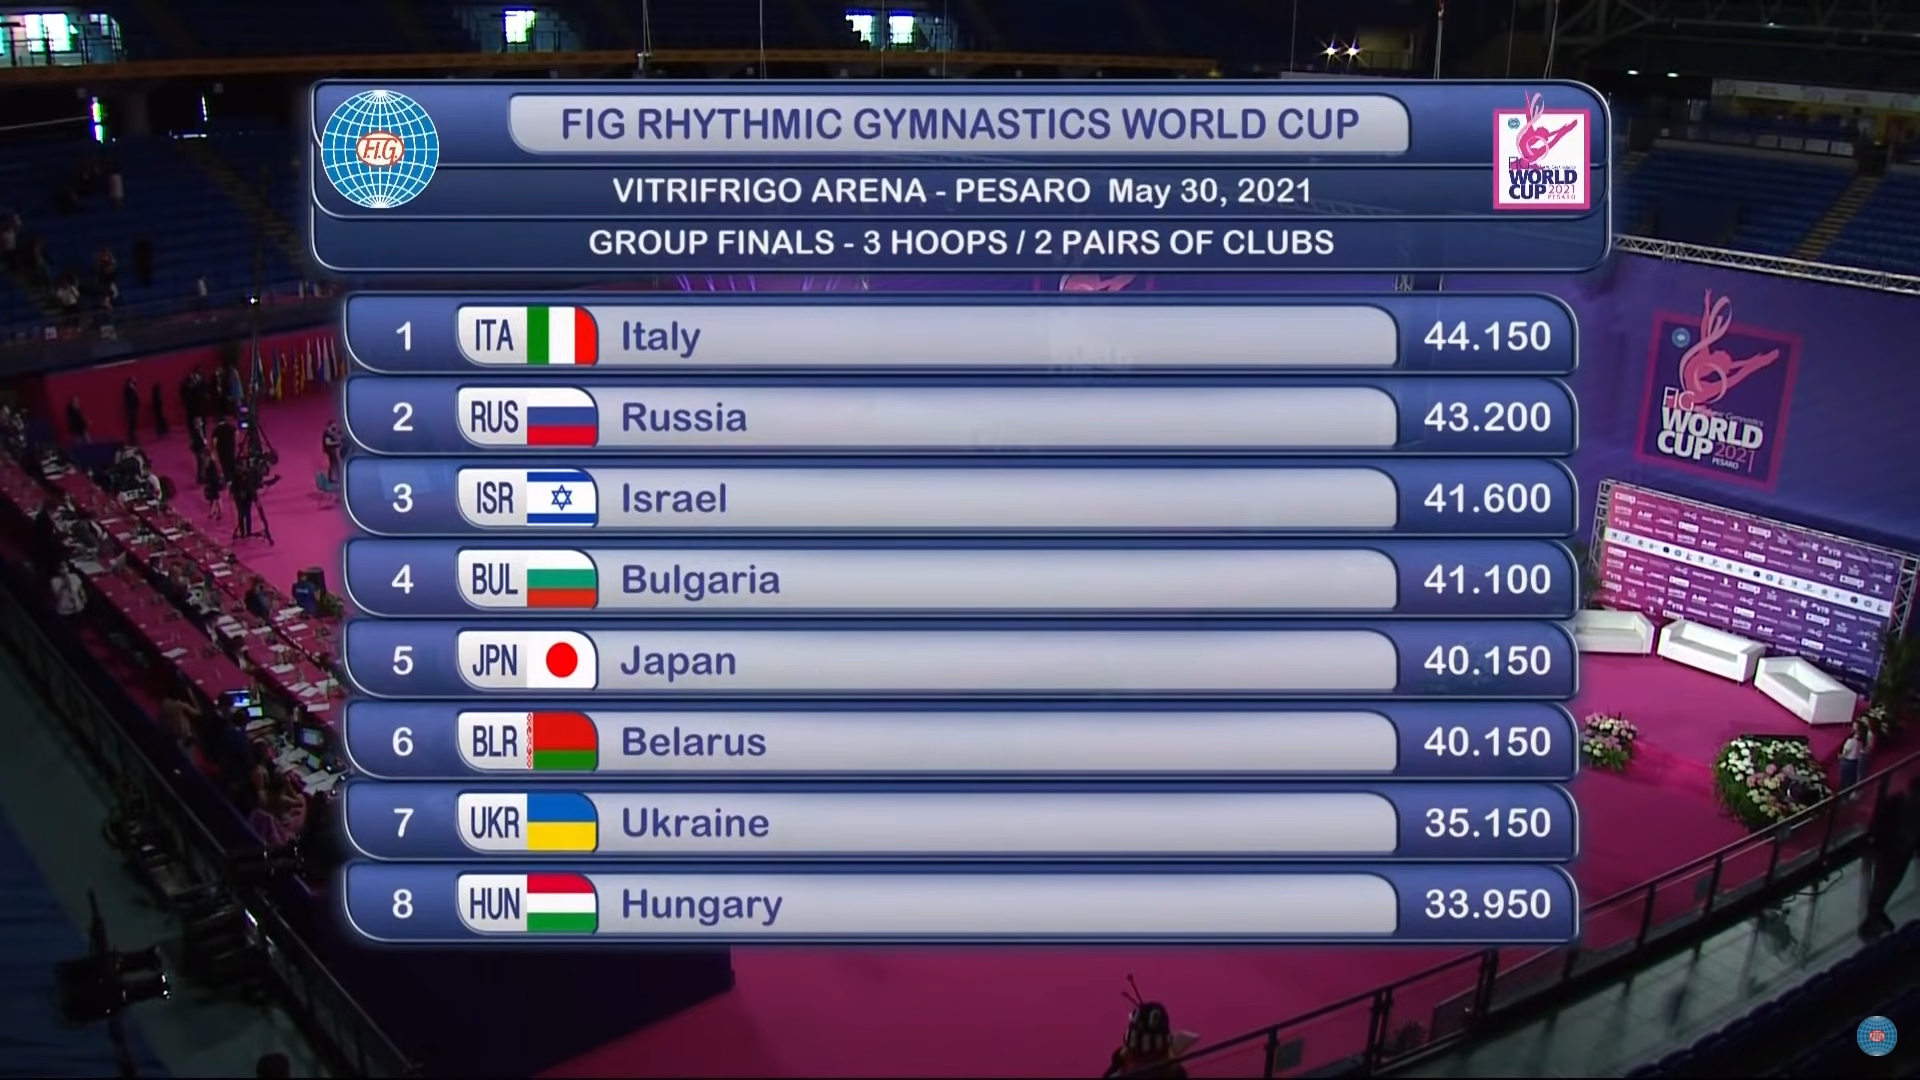 FIG RHYTHMIC GYMNASTICS WORLD CUP
F.I.G.
VITRIFRIGO ARENA - PESARO May 30, 2021
FIG
WORLD
CUP 2021
PESARO
GROUP FINALS - 3 HOOPS / 2 PAIRS OF CLUBS
1 ITA Italy 44.150
2 RUS Russia 43.200
3 ISR Israel 41.600
4 BUL Bulgaria 41.100
5 JPN Japan 40.150
6 BLR Belarus 40.150
7 UKR Ukraine 35.150
8 HUN Hungary 33.950
FIG
WORLD
CUP 2021
PESARO